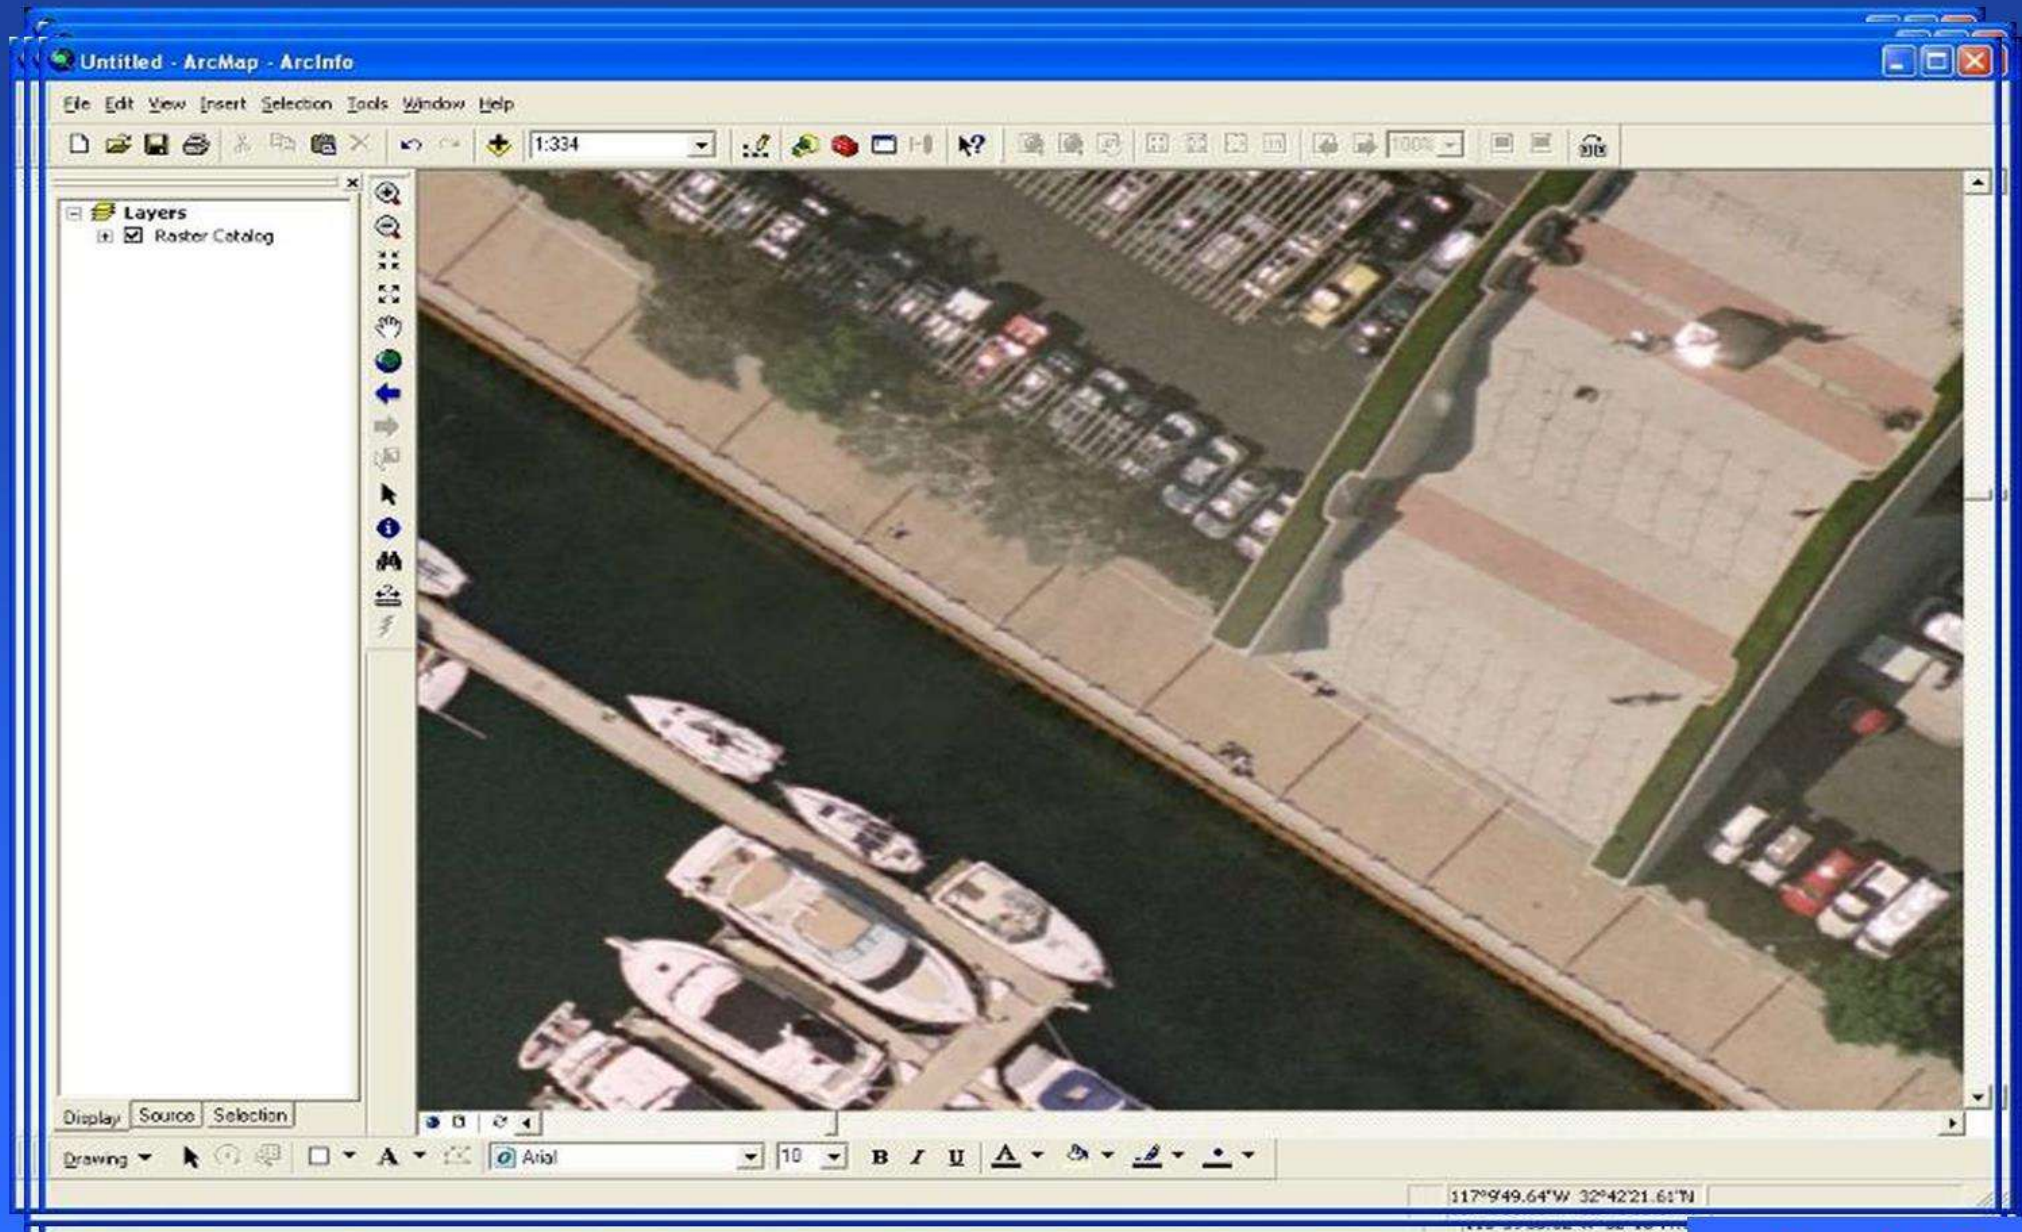 Untitled - ArcMap - ArcInfo
File Edit View Insert Selection Tools Window Help
1:334
100%
Layers
Raster Catalog
Display Source Selection
Drawing A Arial 10 B I U A
117°9'49.64"W 32°42'21.61"N